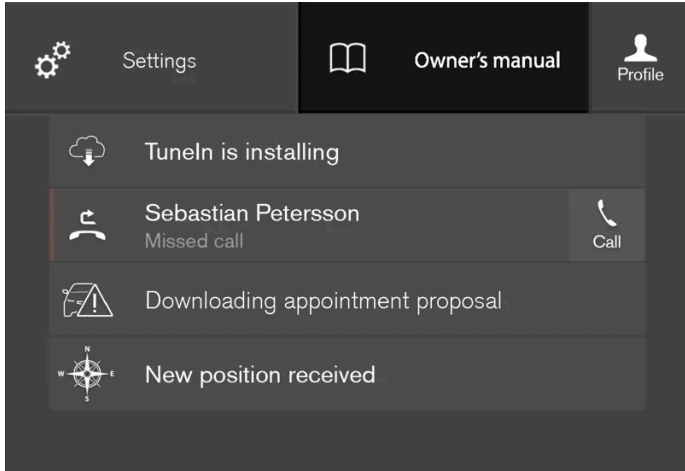 Settings
Owner's manual
Profile
TuneIn is installing
Sebastian Petersson
Missed call
Call
Downloading appointment proposal
N
W E
S
New position received